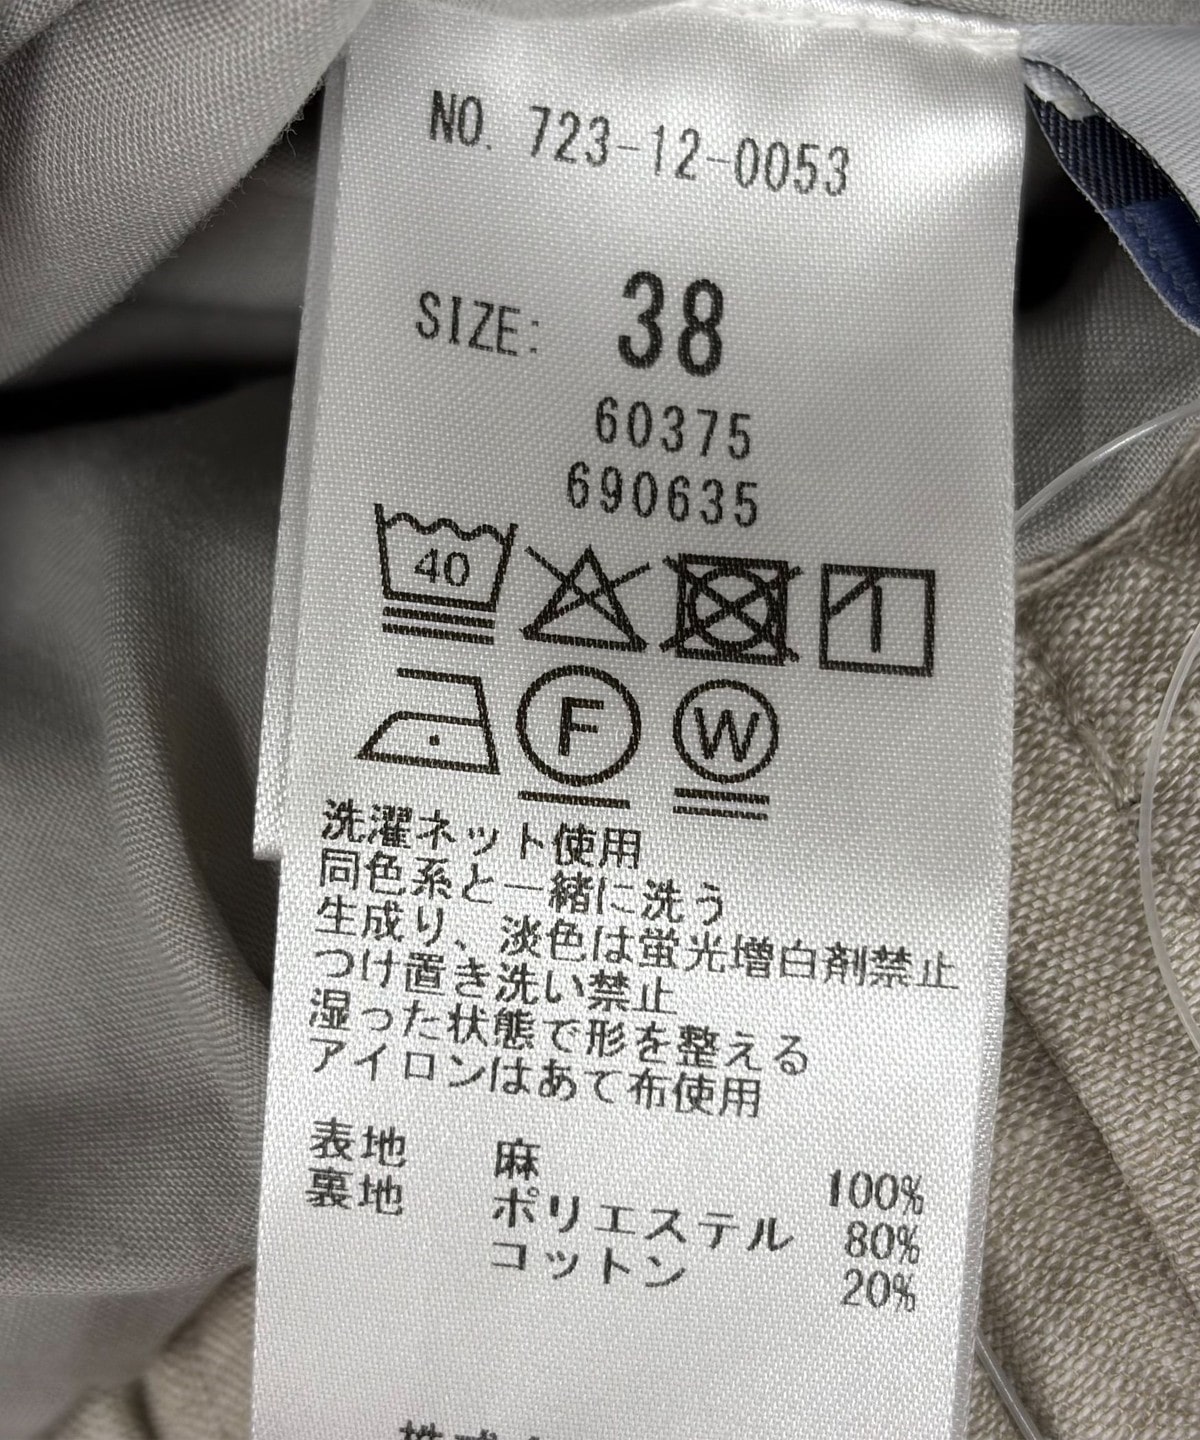 NO. 723-12-0053
SIZE: 38
60375
690635
40
F W
洗濯ネット使用
同色系と一緒に洗う
生成り、淡色は蛍光増白剤禁止
つけ置き洗い禁止
湿った状態で形を整える
アイロンはあて布使用
表地 麻 100%
裏地 ポリエステル 80%
コットン 20%